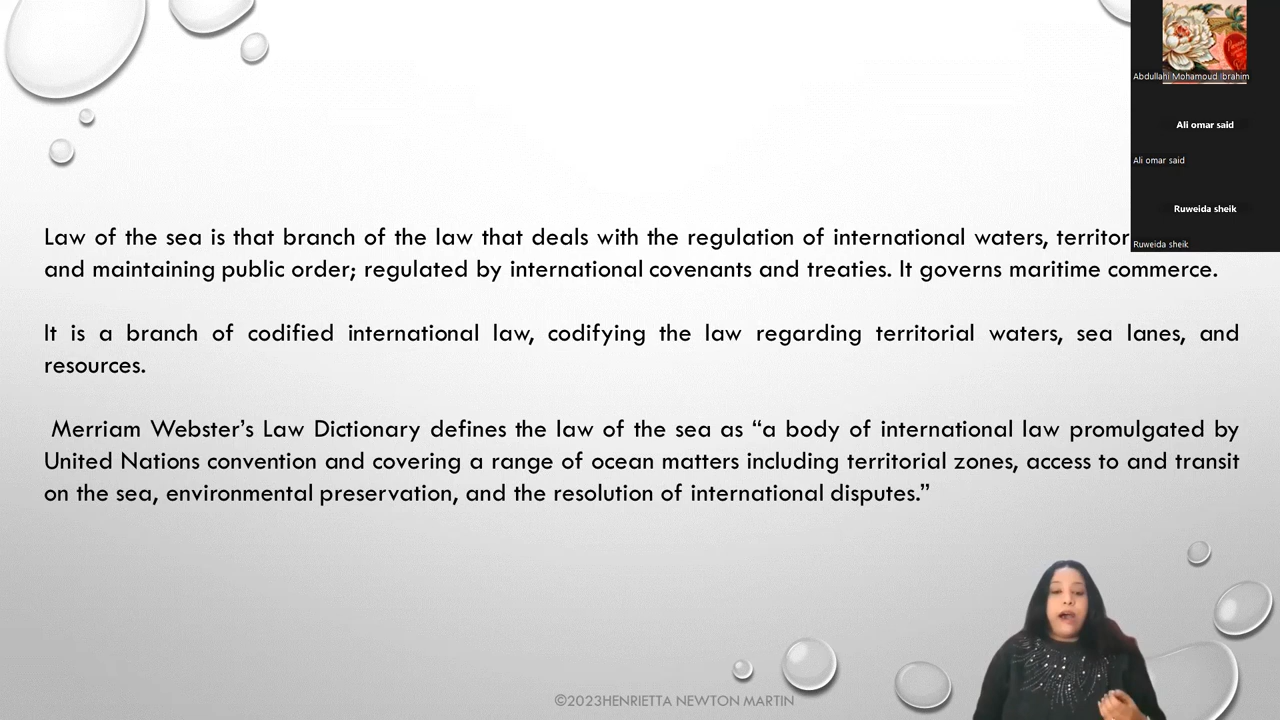 Abdullahi Mohamoud Ibrahim
Ali omar said
Ali omar said
Ruweida sheik
Ruweida sheik
Law of the sea is that branch of the law that deals with the regulation of international waters,
and maintaining public order; regulated by international covenants and treaties. It governs maritime commerce.
It is a branch of codified international law, codifying the law regarding territorial waters, sea lanes, and
resources.
Merriam Webster’s Law Dictionary defines the law of the sea as “a body of international law promulgated by
United Nations convention and covering a range of ocean matters including territorial zones, access to and transit
on the sea, environmental preservation, and the resolution of international disputes.”
©2023HENRIETTA NEWTON MARTIN